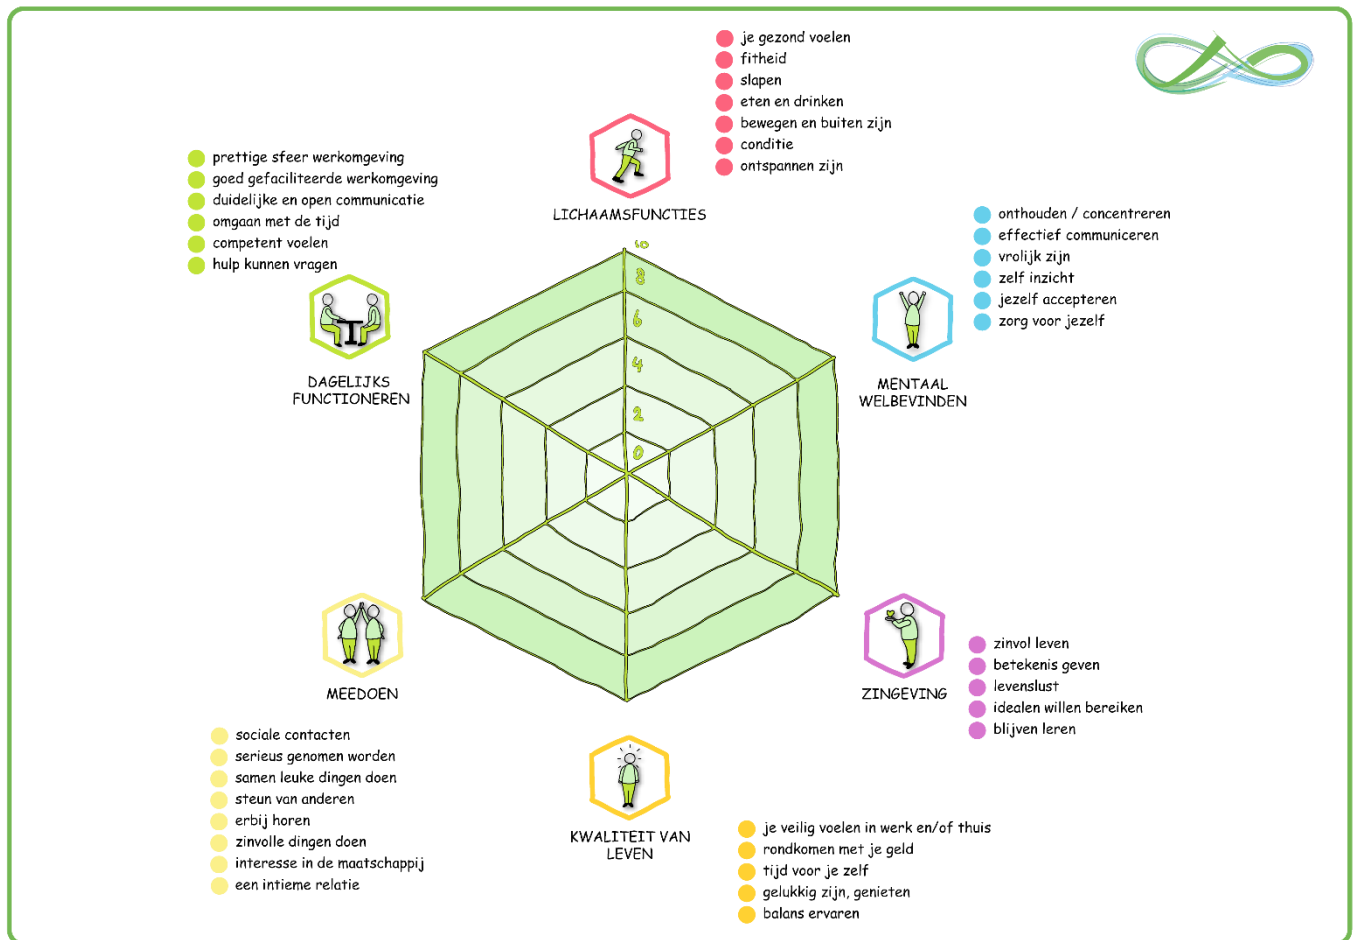 je gezond voelen
fitheid
slapen
eten en drinken
bewegen en buiten zijn
conditie
ontspannen zijn
LICHAAMSFUNCTIES
prettige sfeer werkomgeving
goed gefaciliteerde werkomgeving
duidelijke en open communicatie
omgaan met de tijd
competent voelen
hulp kunnen vragen
DAGELIJKS
FUNCTIONEREN
onthouden / concentreren
effectief communiceren
vrolijk zijn
zelf inzicht
jezelf accepteren
zorg voor jezelf
MENTAAL
WELBEVINDEN
10
8
6
4
2
0
MEEDOEN
sociale contacten
serieus genomen worden
samen leuke dingen doen
steun van anderen
erbij horen
zinvolle dingen doen
interesse in de maatschappij
een intieme relatie
ZINGEVING
zinvol leven
betekenis geven
levenslust
idealen willen bereiken
blijven leren
KWALITEIT VAN
LEVEN
je veilig voelen in werk en/of thuis
rondkomen met je geld
tijd voor je zelf
gelukkig zijn, genieten
balans ervaren